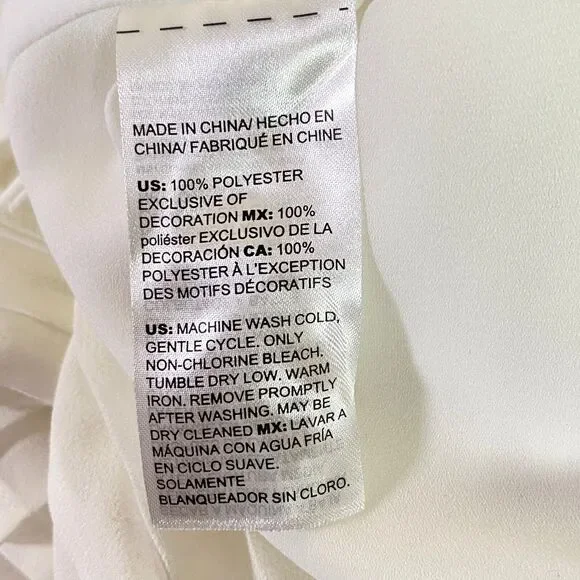 MADE IN CHINA/ HECHO EN
CHINA/ FABRIQUÉ EN CHINE
US: 100% POLYESTER
EXCLUSIVE OF
DECORATION MX: 100%
poliéster EXCLUSIVO DE LA
DECORACIÓN CA: 100%
POLYESTER À L'EXCEPTION
DES MOTIFS DÉCORATIFS
US: MACHINE WASH COLD,
GENTLE CYCLE. ONLY
NON-CHLORINE BLEACH.
TUMBLE DRY LOW. WARM
IRON. REMOVE PROMPTLY
AFTER WASHING. MAY BE
DRY CLEANED MX: LAVAR A
MÁQUINA CON AGUA FRÍA
EN CICLO SUAVE.
SOLAMENTE
BLANQUEADOR SIN CLORO.